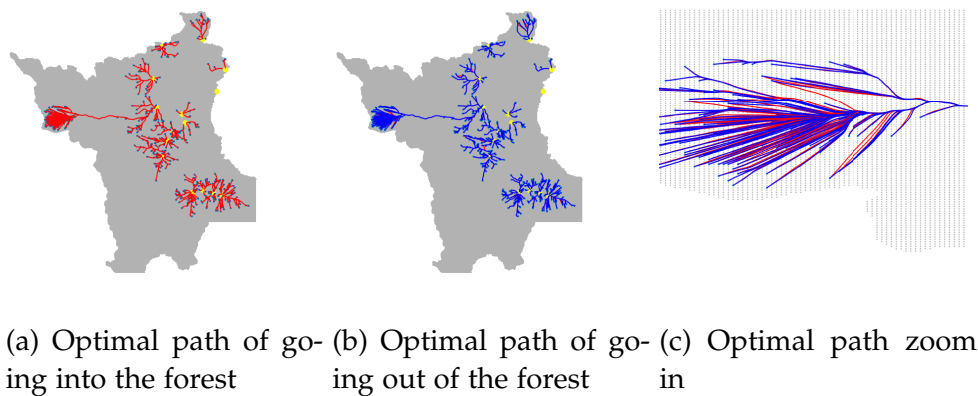 (a) Optimal path of go-
ing into the forest
(b) Optimal path of go-
ing out of the forest
(c) Optimal path zoom
in